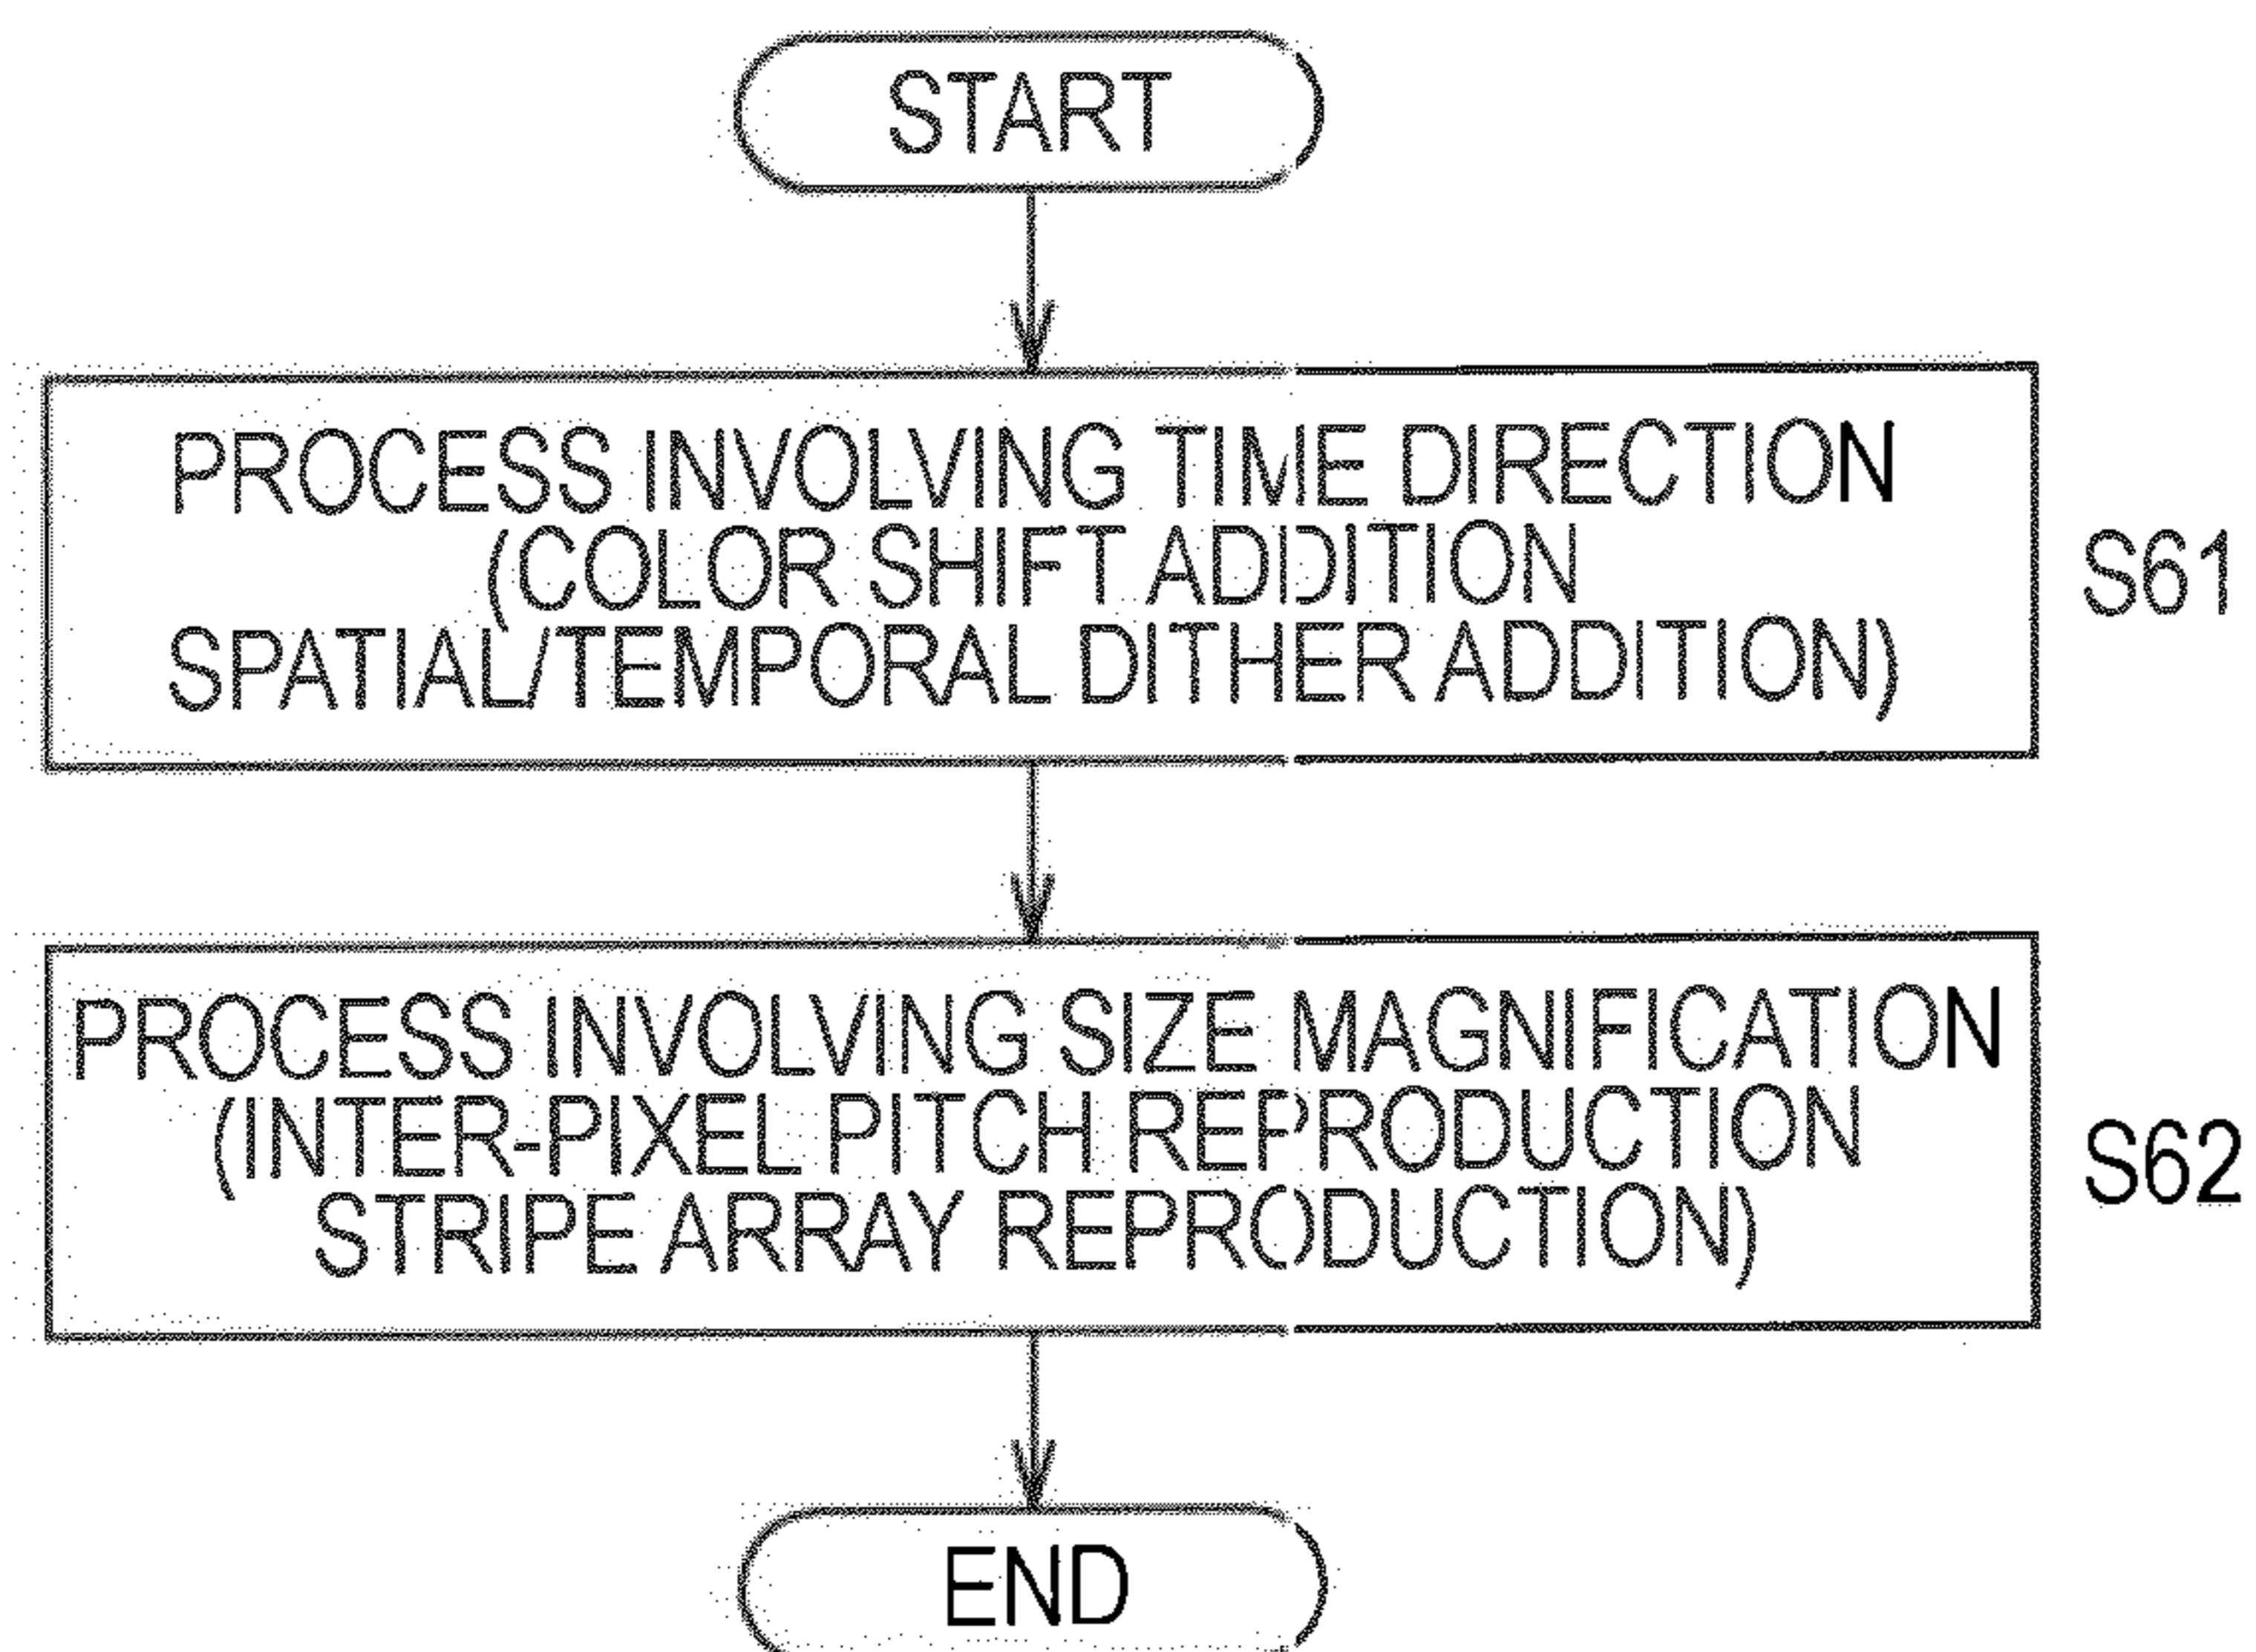 START
PROCESS INVOLVING TIME DIRECTION
(COLOR SHIFT ADDITION
SPATIAL/TEMPORAL DITHER ADDITION)
S61
PROCESS INVOLVING SIZE MAGNIFICATION
(INTER-PIXEL PITCH REPRODUCTION
STRIPE ARRAY REPRODUCTION)
S62
END